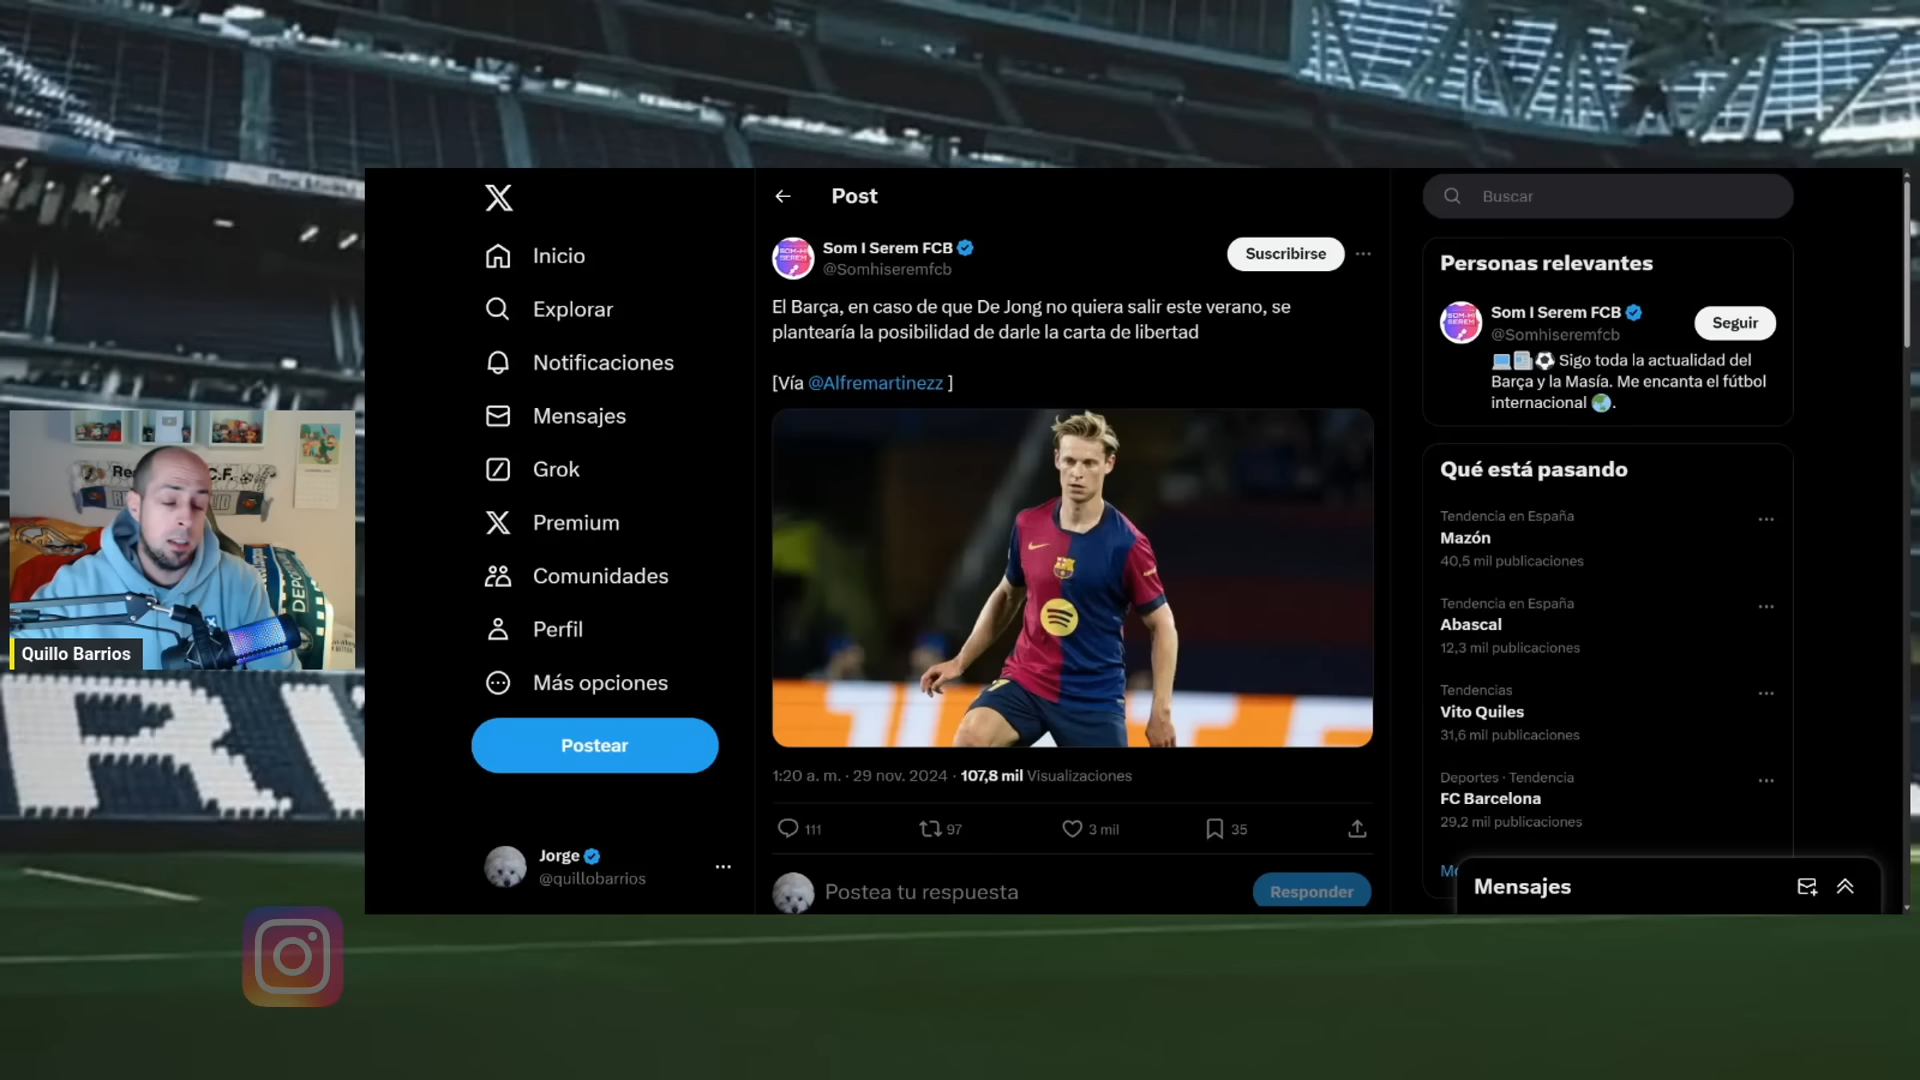 Inicio
Explorar
Notificaciones
Mensajes
Grok
Premium
Comunidades
Perfil
Más opciones
Postear
Jorge
@quillobarrios
Post
Som I Serem FCB
@Somhiseremfcb
Suscribirse
El Barça, en caso de que De Jong no quiera salir este verano, se
plantearía la posibilidad de darle la carta de libertad
[Vía @Alfremartinezz ]
1:20 a. m. · 29 nov. 2024 · 107,8 mil Visualizaciones
111 97 3 mil 35
Postea tu respuesta
Responder
Buscar
Personas relevantes
Som I Serem FCB
@Somhiseremfcb
Seguir
Sigo toda la actualidad del
Barça y la Masía. Me encanta el fútbol
internacional
Qué está pasando
Tendencia en España
Mazón
40,5 mil publicaciones
Tendencia en España
Abascal
12,3 mil publicaciones
Tendencias
Vito Quiles
31,6 mil publicaciones
Deportes · Tendencia
FC Barcelona
29,2 mil publicaciones
Mensajes
Quillo Barrios